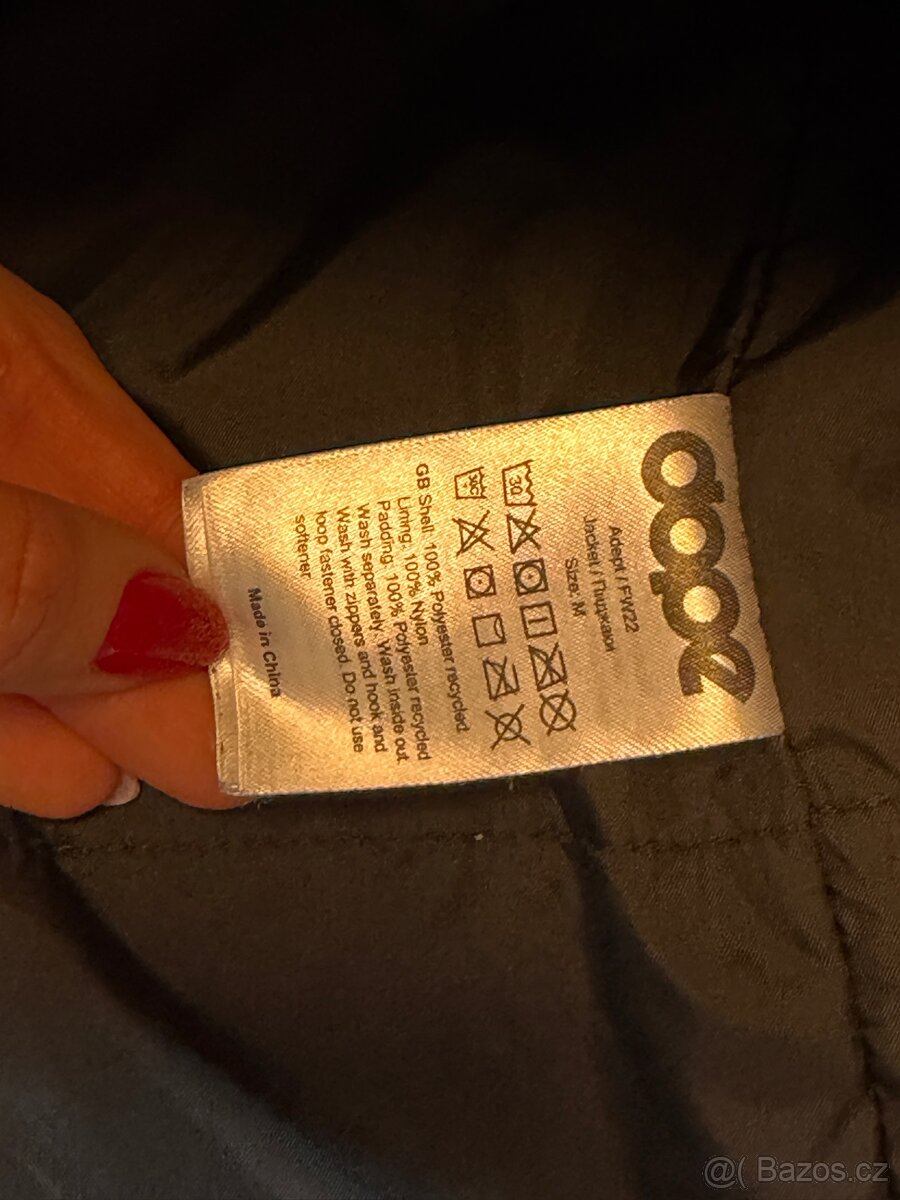 dope
Adept / FW22
Jacket / Пиджаки
Size: M
30
GB Shell: 100% Polyester recycled
Lining: 100% Nylon
Padding: 100% Polyester recycled
Wash separately. Wash inside out
Wash with zippers and hook and
loop fastener closed. Do not use
softener
Made in China
@( Bazos.cz